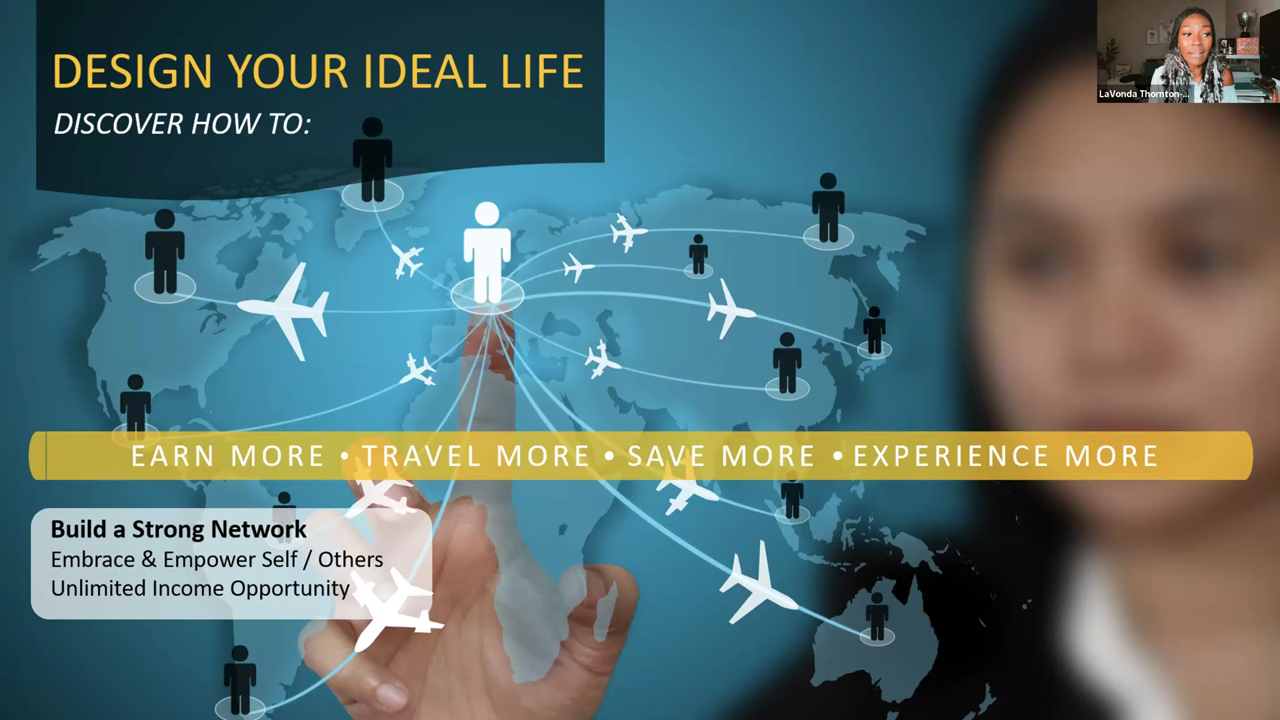 DESIGN YOUR IDEAL LIFE
DISCOVER HOW TO:
LaVonda Thornton-...
EARN MORE • TRAVEL MORE • SAVE MORE • EXPERIENCE MORE
Build a Strong Network
Embrace & Empower Self / Others
Unlimited Income Opportunity